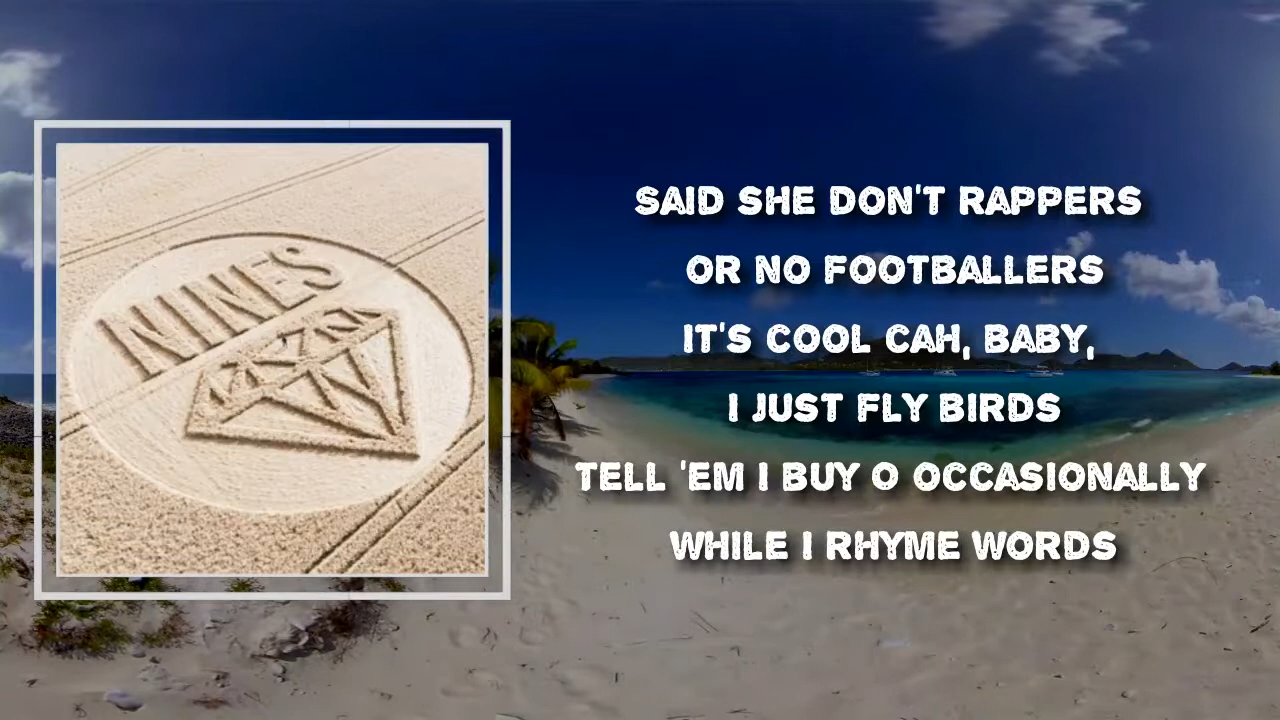 NINES
SAID SHE DON'T RAPPERS
OR NO FOOTBALLERS
IT'S COOL CAH, BABY,
I JUST FLY BIRDS
TELL 'EM I BUY O OCCASIONALLY
WHILE I RHYME WORDS